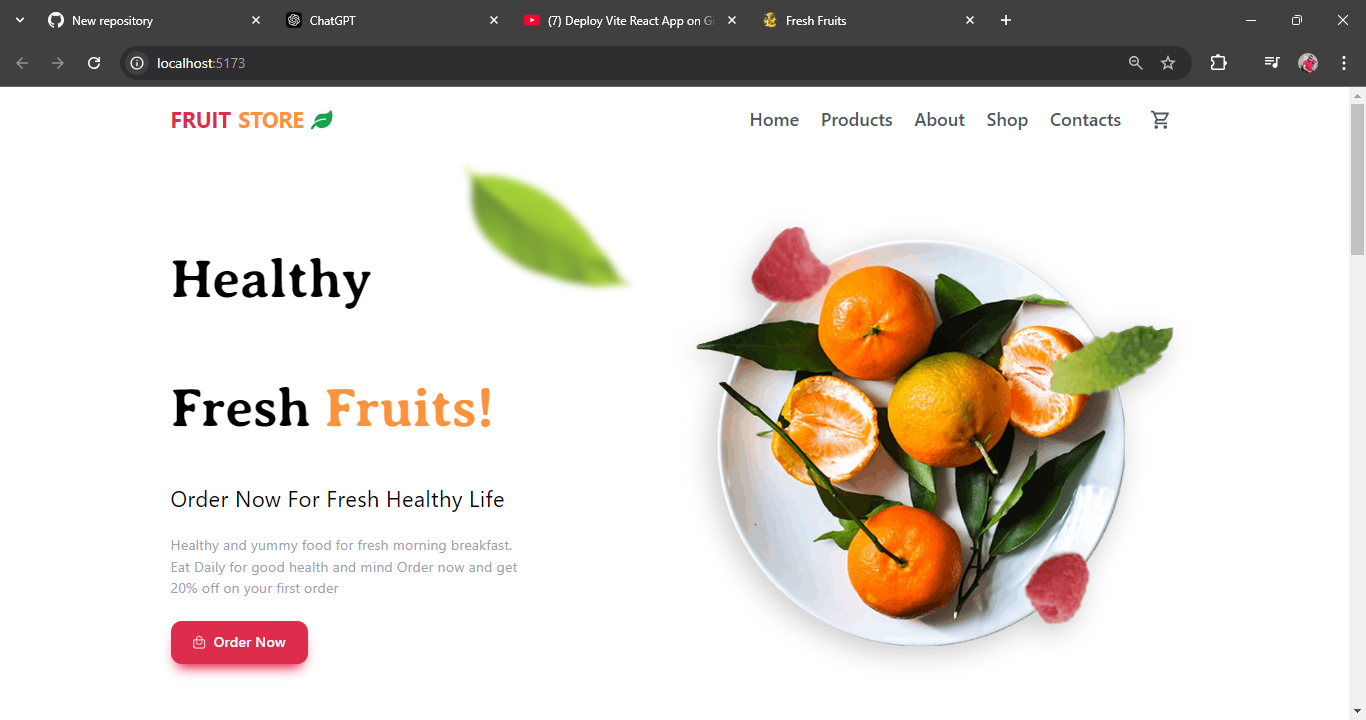 New repository
ChatGPT
(7) Deploy Vite React App on Gi
Fresh Fruits
localhost:5173
FRUIT STORE
Home Products About Shop Contacts
Healthy
Fresh Fruits!
Order Now For Fresh Healthy Life
Healthy and yummy food for fresh morning breakfast.
Eat Daily for good health and mind Order now and get
20% off on your first order
Order Now